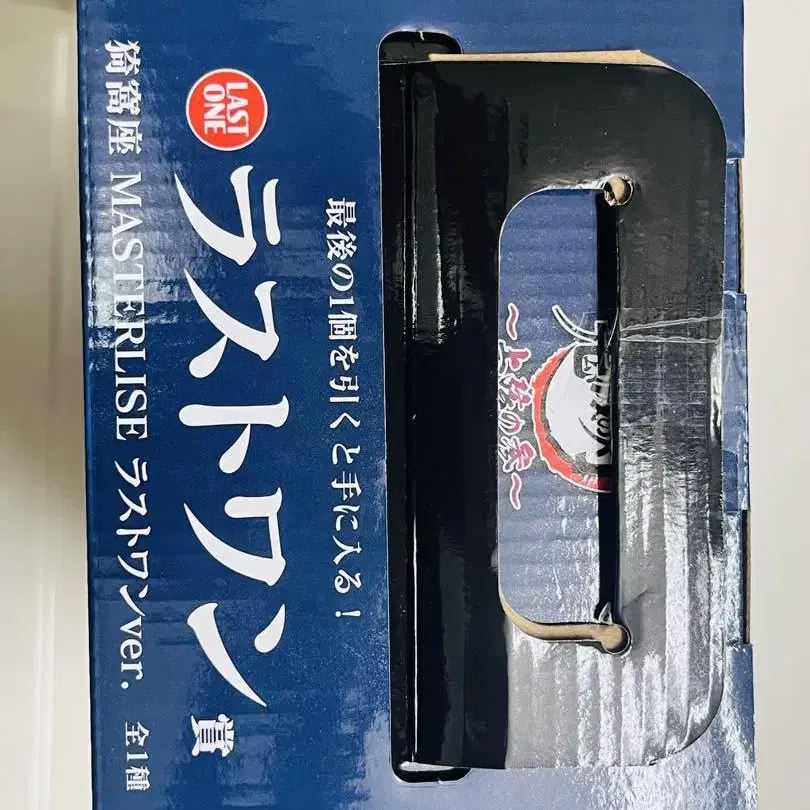 最後の1個を引くと手に入る!
LAST
ONE
ラストワン賞
猗窩座 MASTERLISE ラストワンver. 全1種
～上弦の~